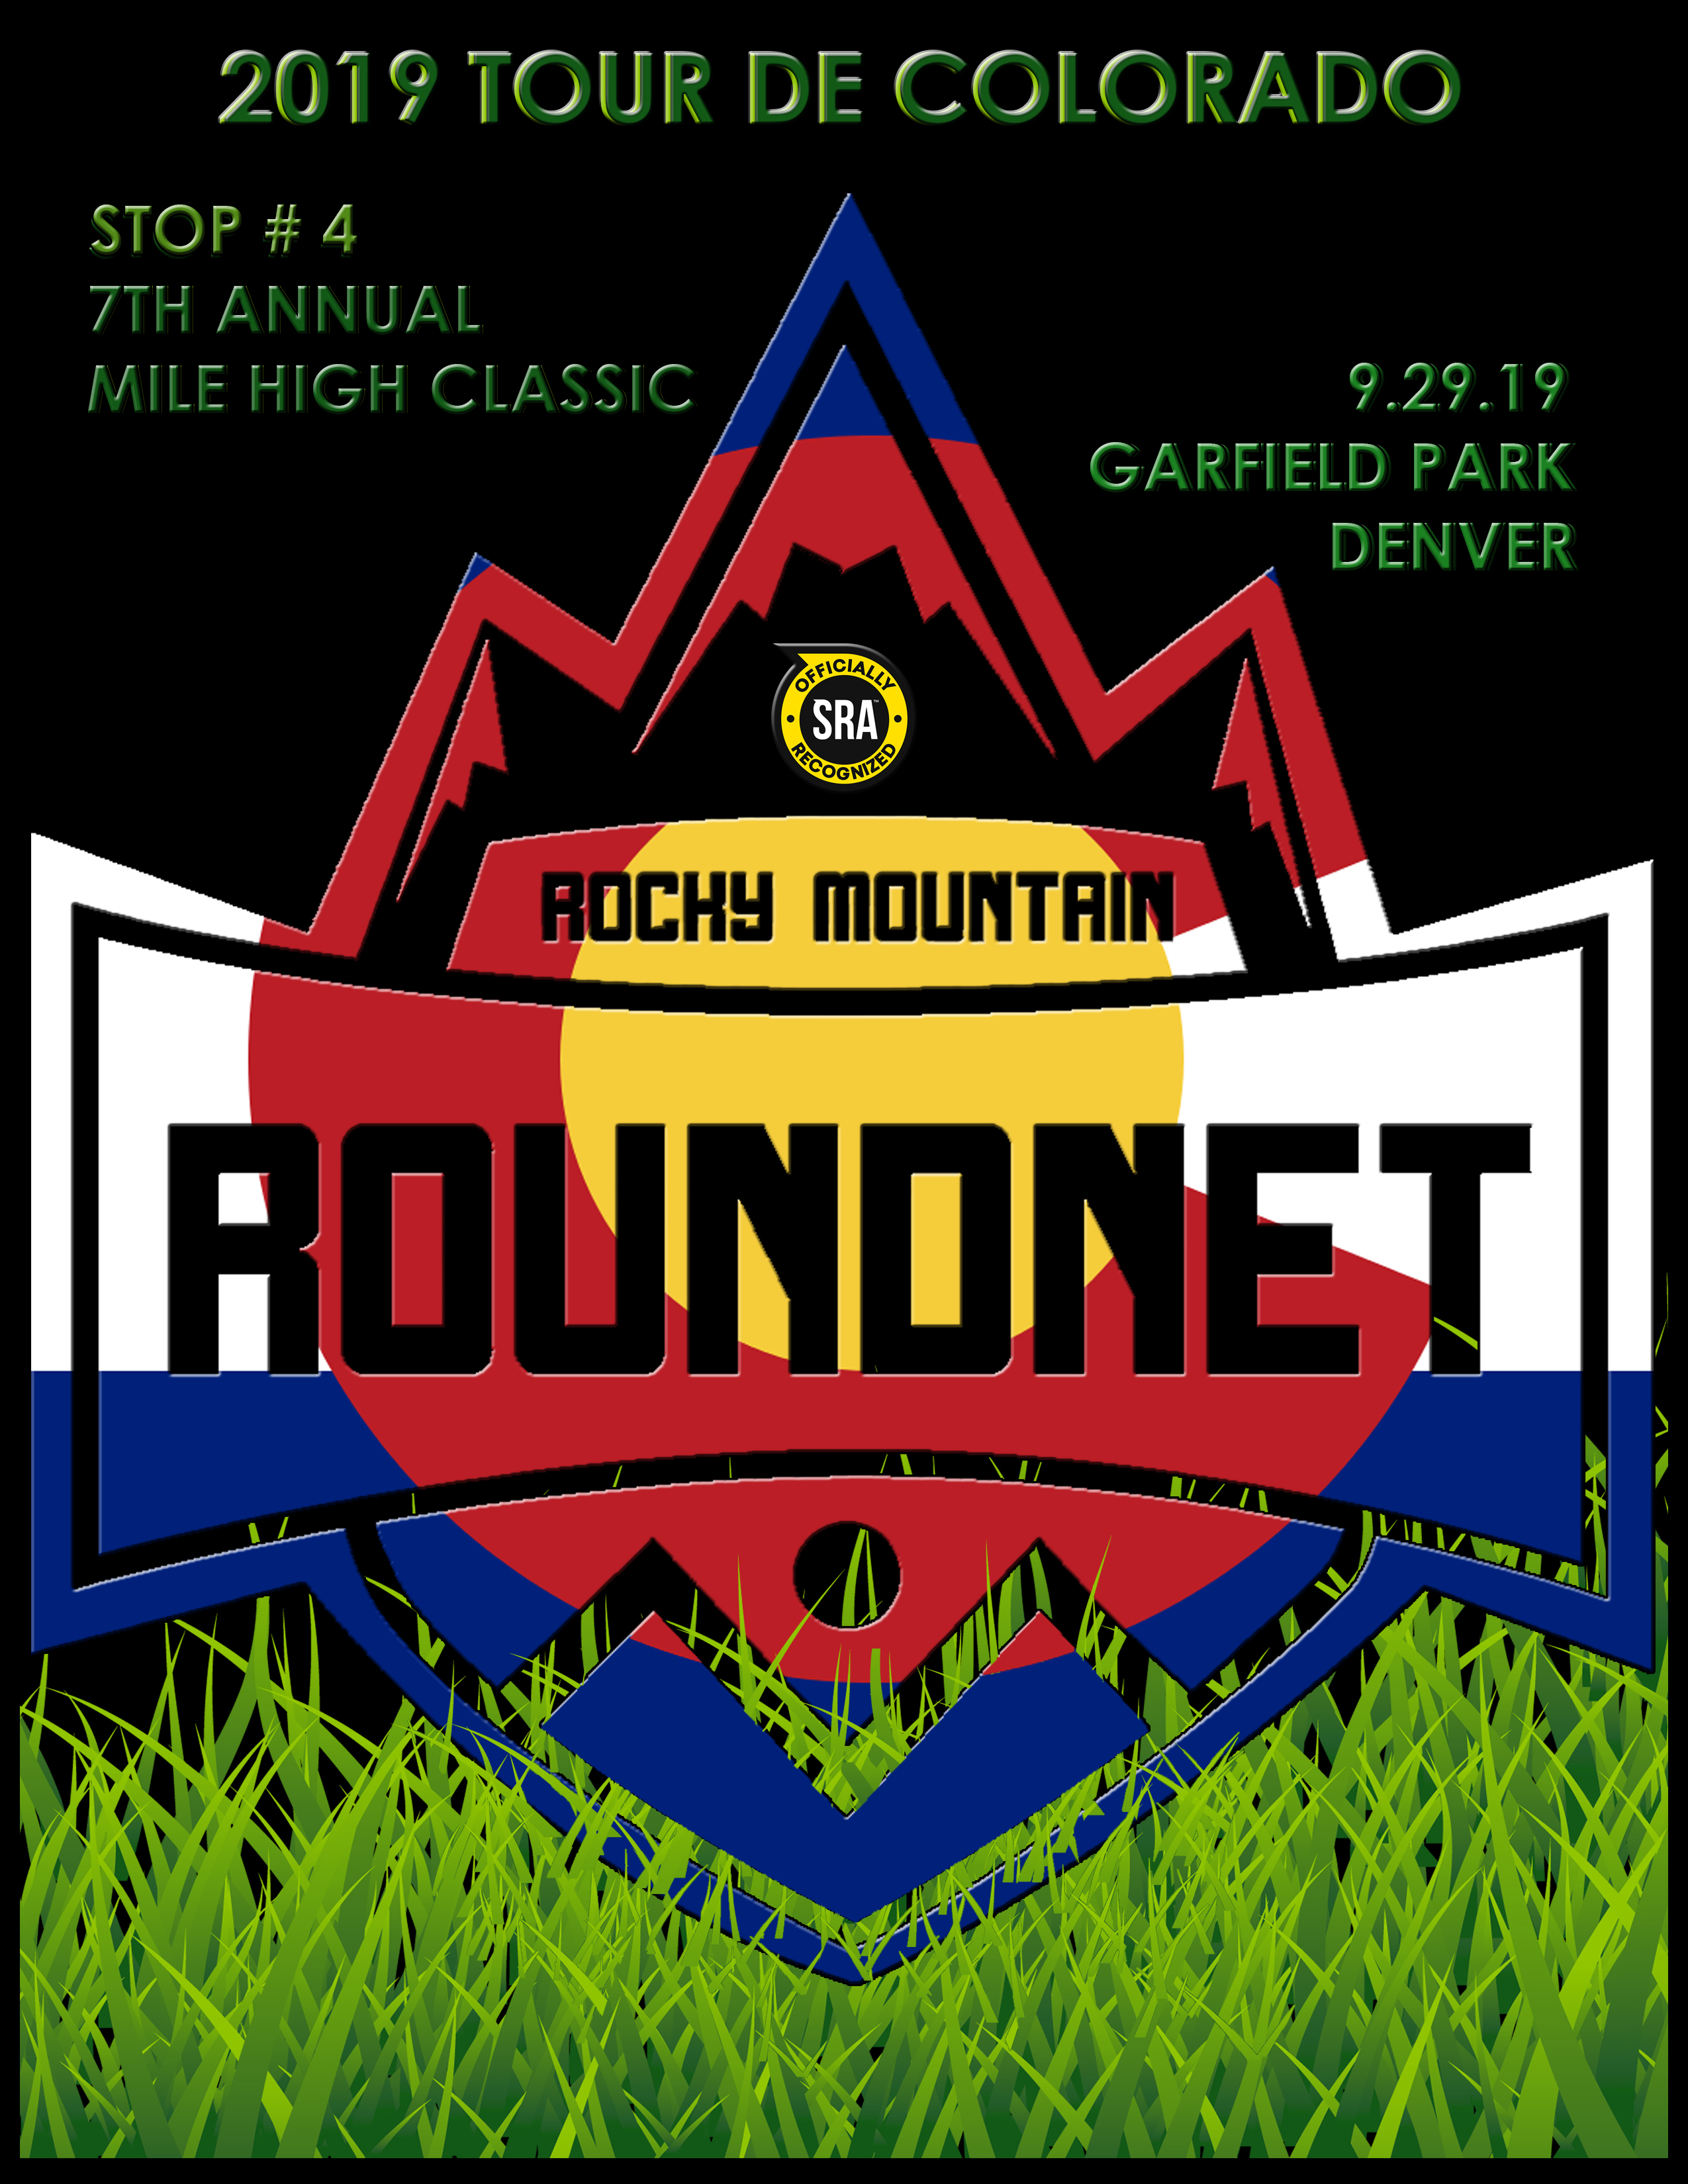 2019 TOUR DE COLORADO
STOP # 4
7TH ANNUAL
MILE HIGH CLASSIC
9.29.19
GARFIELD PARK
DENVER
OFFICIALLY
SRA™
RECOGNIZED
ROCKY MOUNTAIN
ROUNDNET